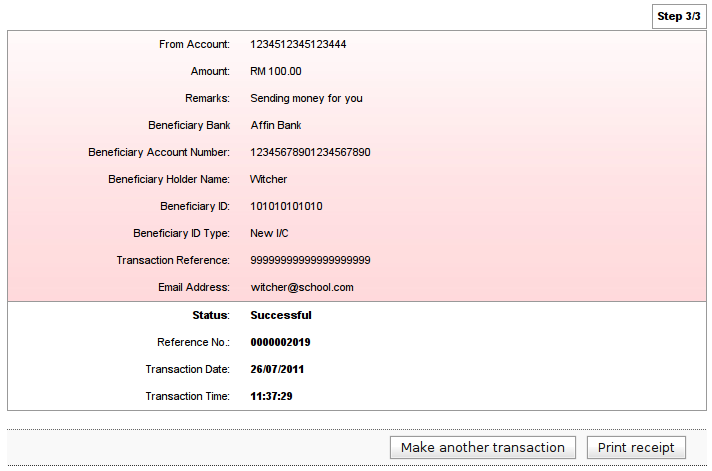 Step 3/3
From Account: 1234512345123444
Amount: RM 100.00
Remarks: Sending money for you
Beneficiary Bank Affin Bank
Beneficiary Account Number: 12345678901234567890
Beneficiary Holder Name: Witcher
Beneficiary ID: 101010101010
Beneficiary ID Type: New I/C
Transaction Reference: 99999999999999999999
Email Address: witcher@school.com
Status: Successful
Reference No.: 0000002019
Transaction Date: 26/07/2011
Transaction Time: 11:37:29
Make another transaction Print receipt